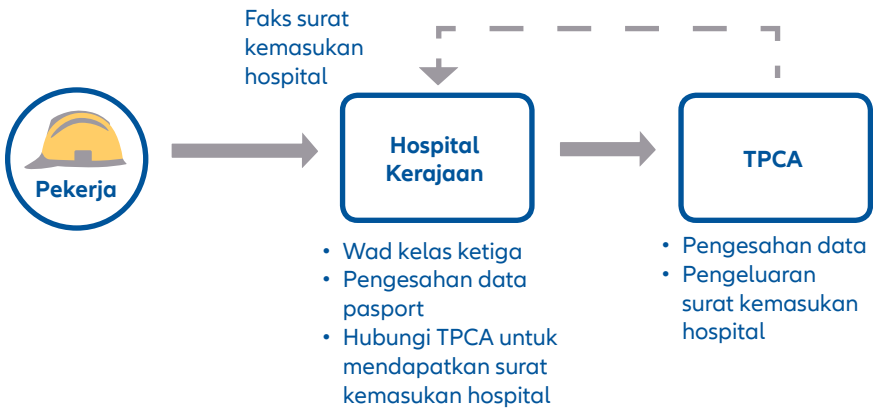 Faks surat
kemasukan
hospital
Pekerja
Hospital
Kerajaan
TPCA
• Wad kelas ketiga
• Pengesahan data
pasport
• Hubungi TPCA untuk
mendapatkan surat
kemasukan hospital
• Pengesahan data
• Pengeluaran
surat kemasukan
hospital